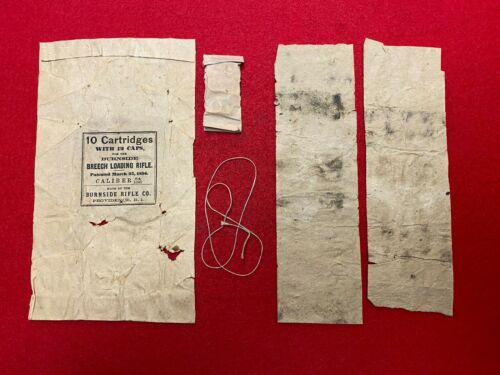 10 Cartridges
WITH 12 CAPS,
FOR THE
BURNSIDE
BREECH LOADING RIFLE.
Patented March 25, 1856.
CALIBER
MADE BY THE
BURNSIDE RIFLE CO.
PROVIDENCE, R. I.